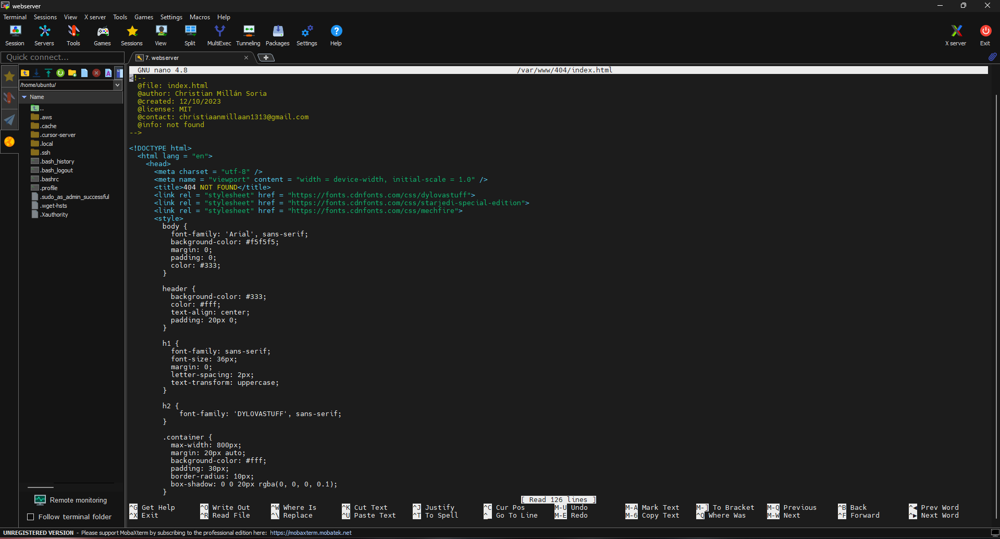 webserver
Terminal Sessions View X server Tools Games Settings Macros Help
Session Servers Tools Games Sessions View Split MultiExec Tunneling Packages Settings Help X server Exit
Quick connect...
7. webserver
/home/ubuntu/
Name
..
.aws
.cache
.cursor-server
.local
.ssh
.bash_history
.bash_logout
.bashrc
.profile
.sudo_as_admin_successful
.wget-hsts
.Xauthority
Remote monitoring
Follow terminal folder
GNU nano 4.8 /var/www/404/index.html
<!--
@file: index.html
@author: Christian Millán Soria
@created: 12/10/2023
@license: MIT
@contact: christiaanmillaan1313@gmail.com
@info: not found
-->
<!DOCTYPE html>
<html lang = "en">
<head>
<meta charset = "utf-8" />
<meta name = "viewport" content = "width = device-width, initial-scale = 1.0" />
<title>404 NOT FOUND</title>
<link rel = "stylesheet" href = "https://fonts.cdnfonts.com/css/dylovastuff">
<link rel = "stylesheet" href = "https://fonts.cdnfonts.com/css/starjedi-special-edition">
<link rel = "stylesheet" href = "https://fonts.cdnfonts.com/css/mechfire">
<style>
body {
font-family: 'Arial', sans-serif;
background-color: #f5f5f5;
margin: 0;
padding: 0;
color: #333;
}
header {
background-color: #333;
color: #fff;
text-align: center;
padding: 20px 0;
}
h1 {
font-family: sans-serif;
font-size: 36px;
margin: 0;
letter-spacing: 2px;
text-transform: uppercase;
}
h2 {
font-family: 'DYLOVASTUFF', sans-serif;
}
.container {
max-width: 800px;
margin: 20px auto;
background-color: #fff;
padding: 30px;
border-radius: 10px;
box-shadow: 0 0 20px rgba(0, 0, 0, 0.1);
}
[ Read 126 lines ]
^G Get Help ^O Write Out ^W Where Is ^K Cut Text ^J Justify ^C Cur Pos M-U Undo M-A Mark Text M-] To Bracket M-Q Previous ^B Back ^◀ Prev Word
^X Exit ^R Read File ^\ Replace ^U Paste Text ^T To Spell ^_ Go To Line M-E Redo M-6 Copy Text ^Q Where Was M-W Next ^F Forward ^▶ Next Word
UNREGISTERED VERSION - Please support MobaXterm by subscribing to the professional edition here: https://mobaxterm.mobatek.net